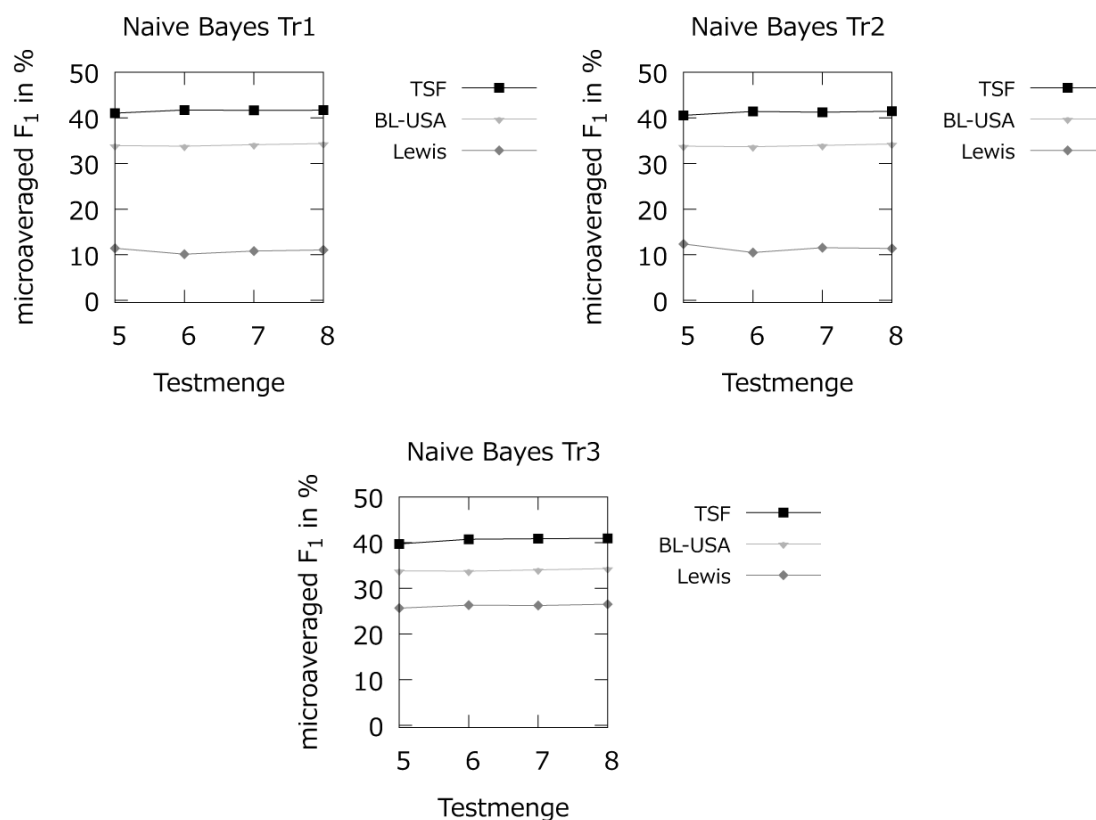 Naive Bayes Tr1
microaveraged F₁ in %
50
40
30
20
10
0
5 6 7 8
Testmenge
TSF
BL-USA
Lewis
Naive Bayes Tr2
microaveraged F₁ in %
50
40
30
20
10
0
5 6 7 8
Testmenge
TSF
BL-USA
Lewis
Naive Bayes Tr3
microaveraged F₁ in %
50
40
30
20
10
0
5 6 7 8
Testmenge
TSF
BL-USA
Lewis